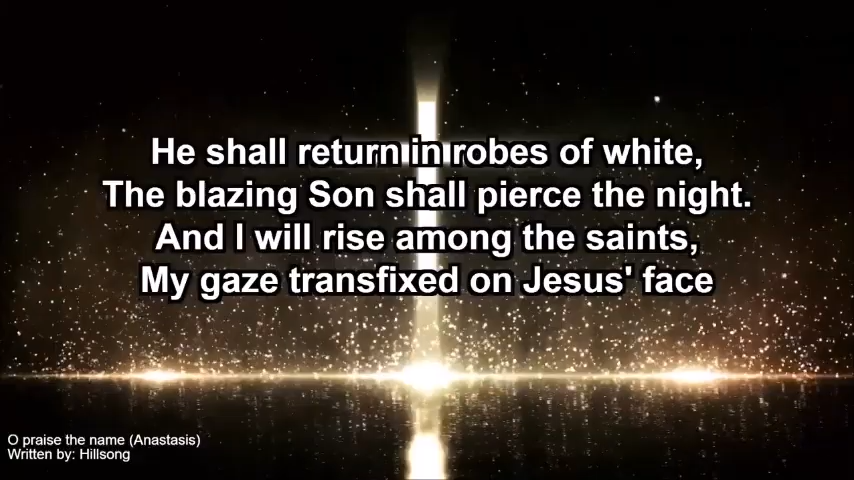 He shall return in robes of white,
The blazing Son shall pierce the night.
And I will rise among the saints,
My gaze transfixed on Jesus' face
O praise the name (Anastasis)
Written by: Hillsong